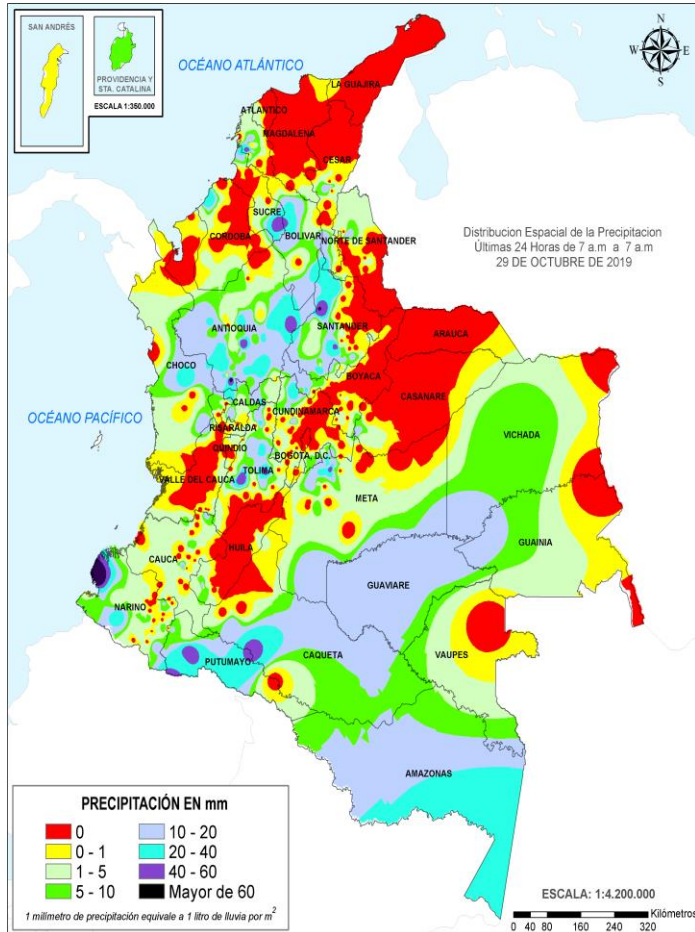 SAN ANDRÉS
PROVIDENCIA Y
STA. CATALINA
ESCALA 1:350.000
OCÉANO ATLÁNTICO
N
W
E
S
LA GUAJIRA
ATLANTICO
MAGDALENA
CESAR
SUCRE
CORDOBA
BOLIVAR
NORTE DE SANTANDER
Distribucion Espacial de la Precipitacion
Últimas 24 Horas de 7 a.m a 7 a.m
29 DE OCTUBRE DE 2019
ANTIOQUIA
SANTANDER
ARAUCA
CHOCO
BOYACA
CASANARE
CALDAS
CUNDINAMARCA
OCÉANO PACÍFICO
RISARALDA
VICHADA
QUINDIO
BOGOTA, D.C.
TOLIMA
VALLE DEL CAUCA
META
GUAINIA
HUILA
CAUCA
GUAVIARE
NARINO
CAQUETA
VAUPES
PUTUMAYO
AMAZONAS
PRECIPITACIÓN EN mm
0
10 - 20
0 - 1
20 - 40
1 - 5
40 - 60
5 - 10
Mayor de 60
1 milímetro de precipitación equivale a 1 litro de lluvia por m2
ESCALA: 1:4.200.000
Kilómetros
0 40 80 160 240 320